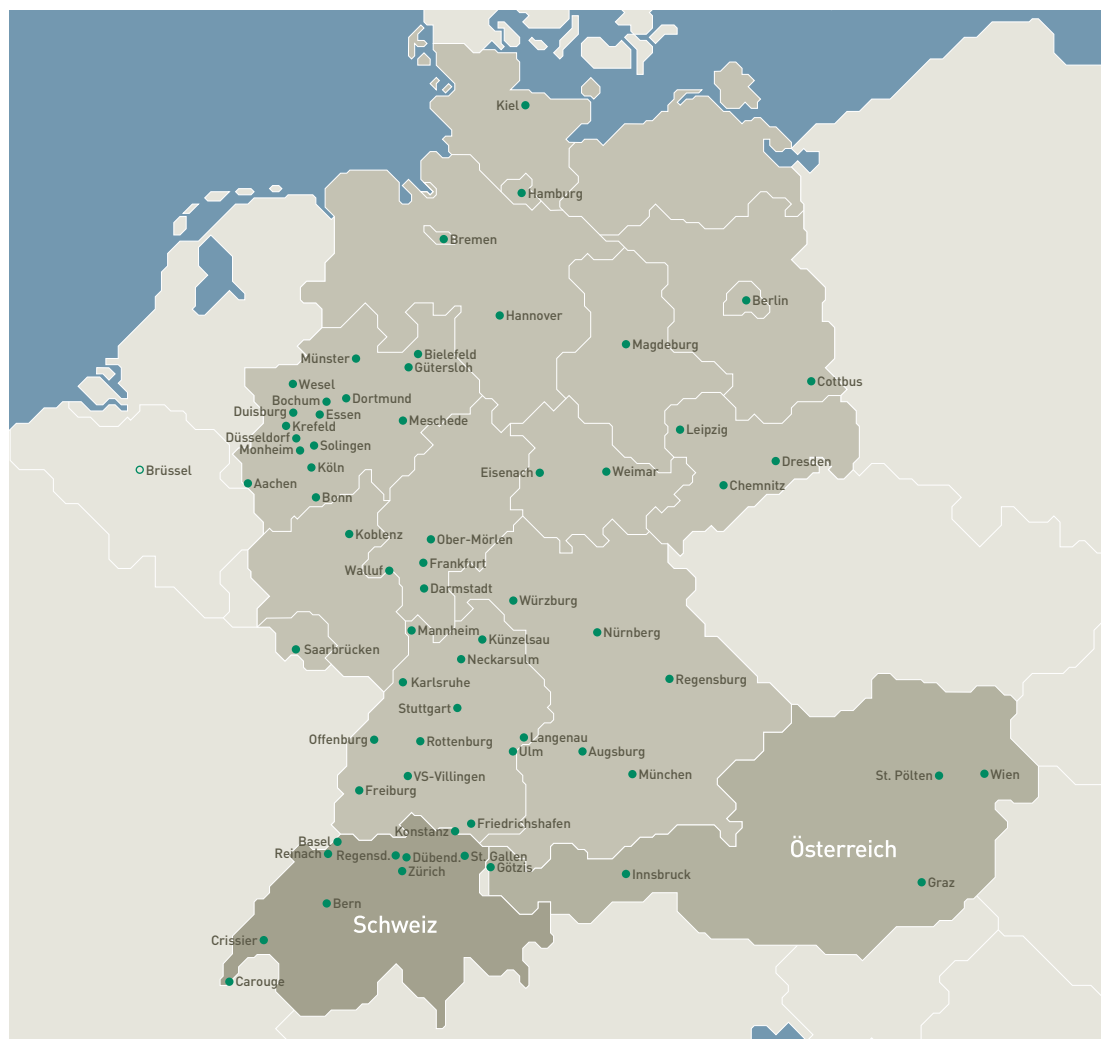 Kiel
Hamburg
Bremen
Berlin
Hannover
Magdeburg
Bielefeld
Münster
Gütersloh
Cottbus
Wesel
Dortmund
Bochum
Duisburg
Essen
Meschede
Krefeld
Leipzig
Düsseldorf
Solingen
Monheim
Dresden
Köln
Brüssel
Eisenach
Weimar
Aachen
Chemnitz
Bonn
Koblenz
Ober-Mörlen
Frankfurt
Walluf
Darmstadt
Würzburg
Mannheim
Nürnberg
Künzelsau
Saarbrücken
Neckarsulm
Regensburg
Karlsruhe
Stuttgart
Langenau
Offenburg
Rottenburg
Ulm
Augsburg
München
Wien
St. Pölten
VS-Villingen
Freiburg
Friedrichshafen
Konstanz
Basel
Österreich
Reinach
Regensd.
Dübend.
St. Gallen
Götzis
Zürich
Innsbruck
Graz
Bern
Schweiz
Crissier
Carouge